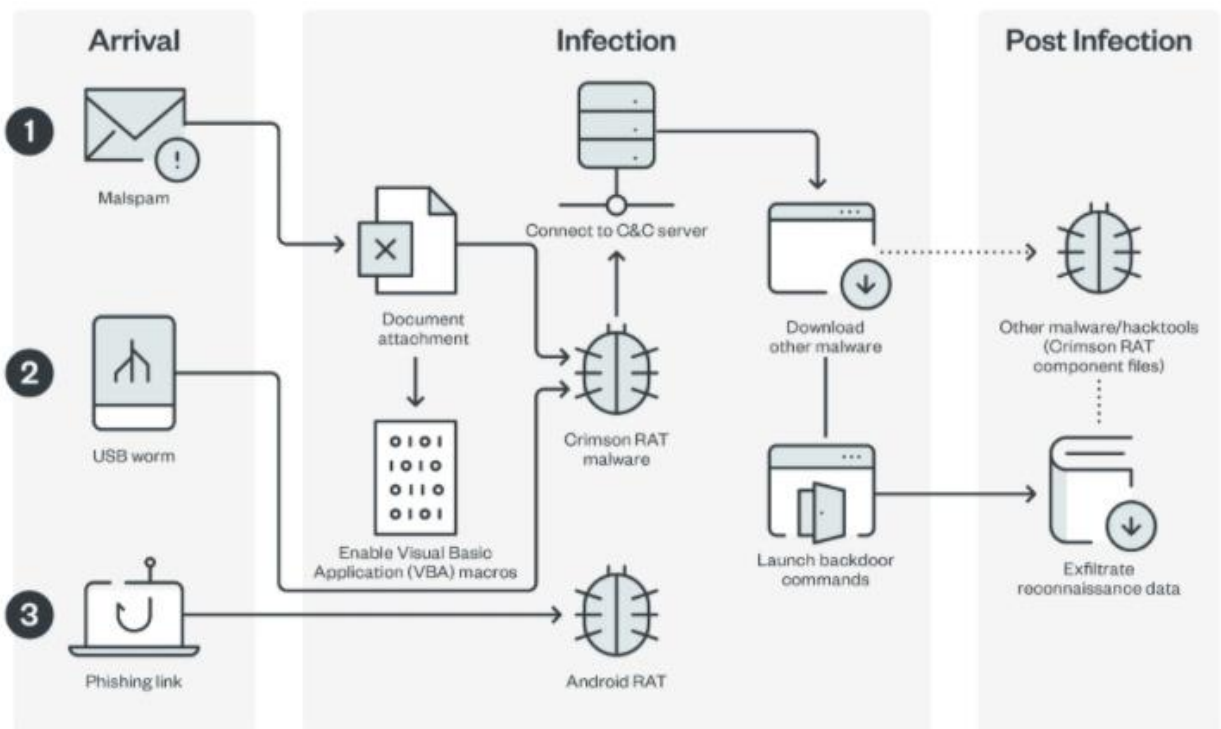 Arrival
Infection
Post Infection
1
Malspam
Connect to C&C server
Document
attachment
Download
other malware
Other malware/hacktools
(Crimson RAT
component files)
2
USB worm
Crimson RAT
malware
0101
1010
0110
0101
Enable Visual Basic
Application (VBA) macros
Launch backdoor
commands
Exfiltrate
reconnaissance data
3
Phishing link
Android RAT